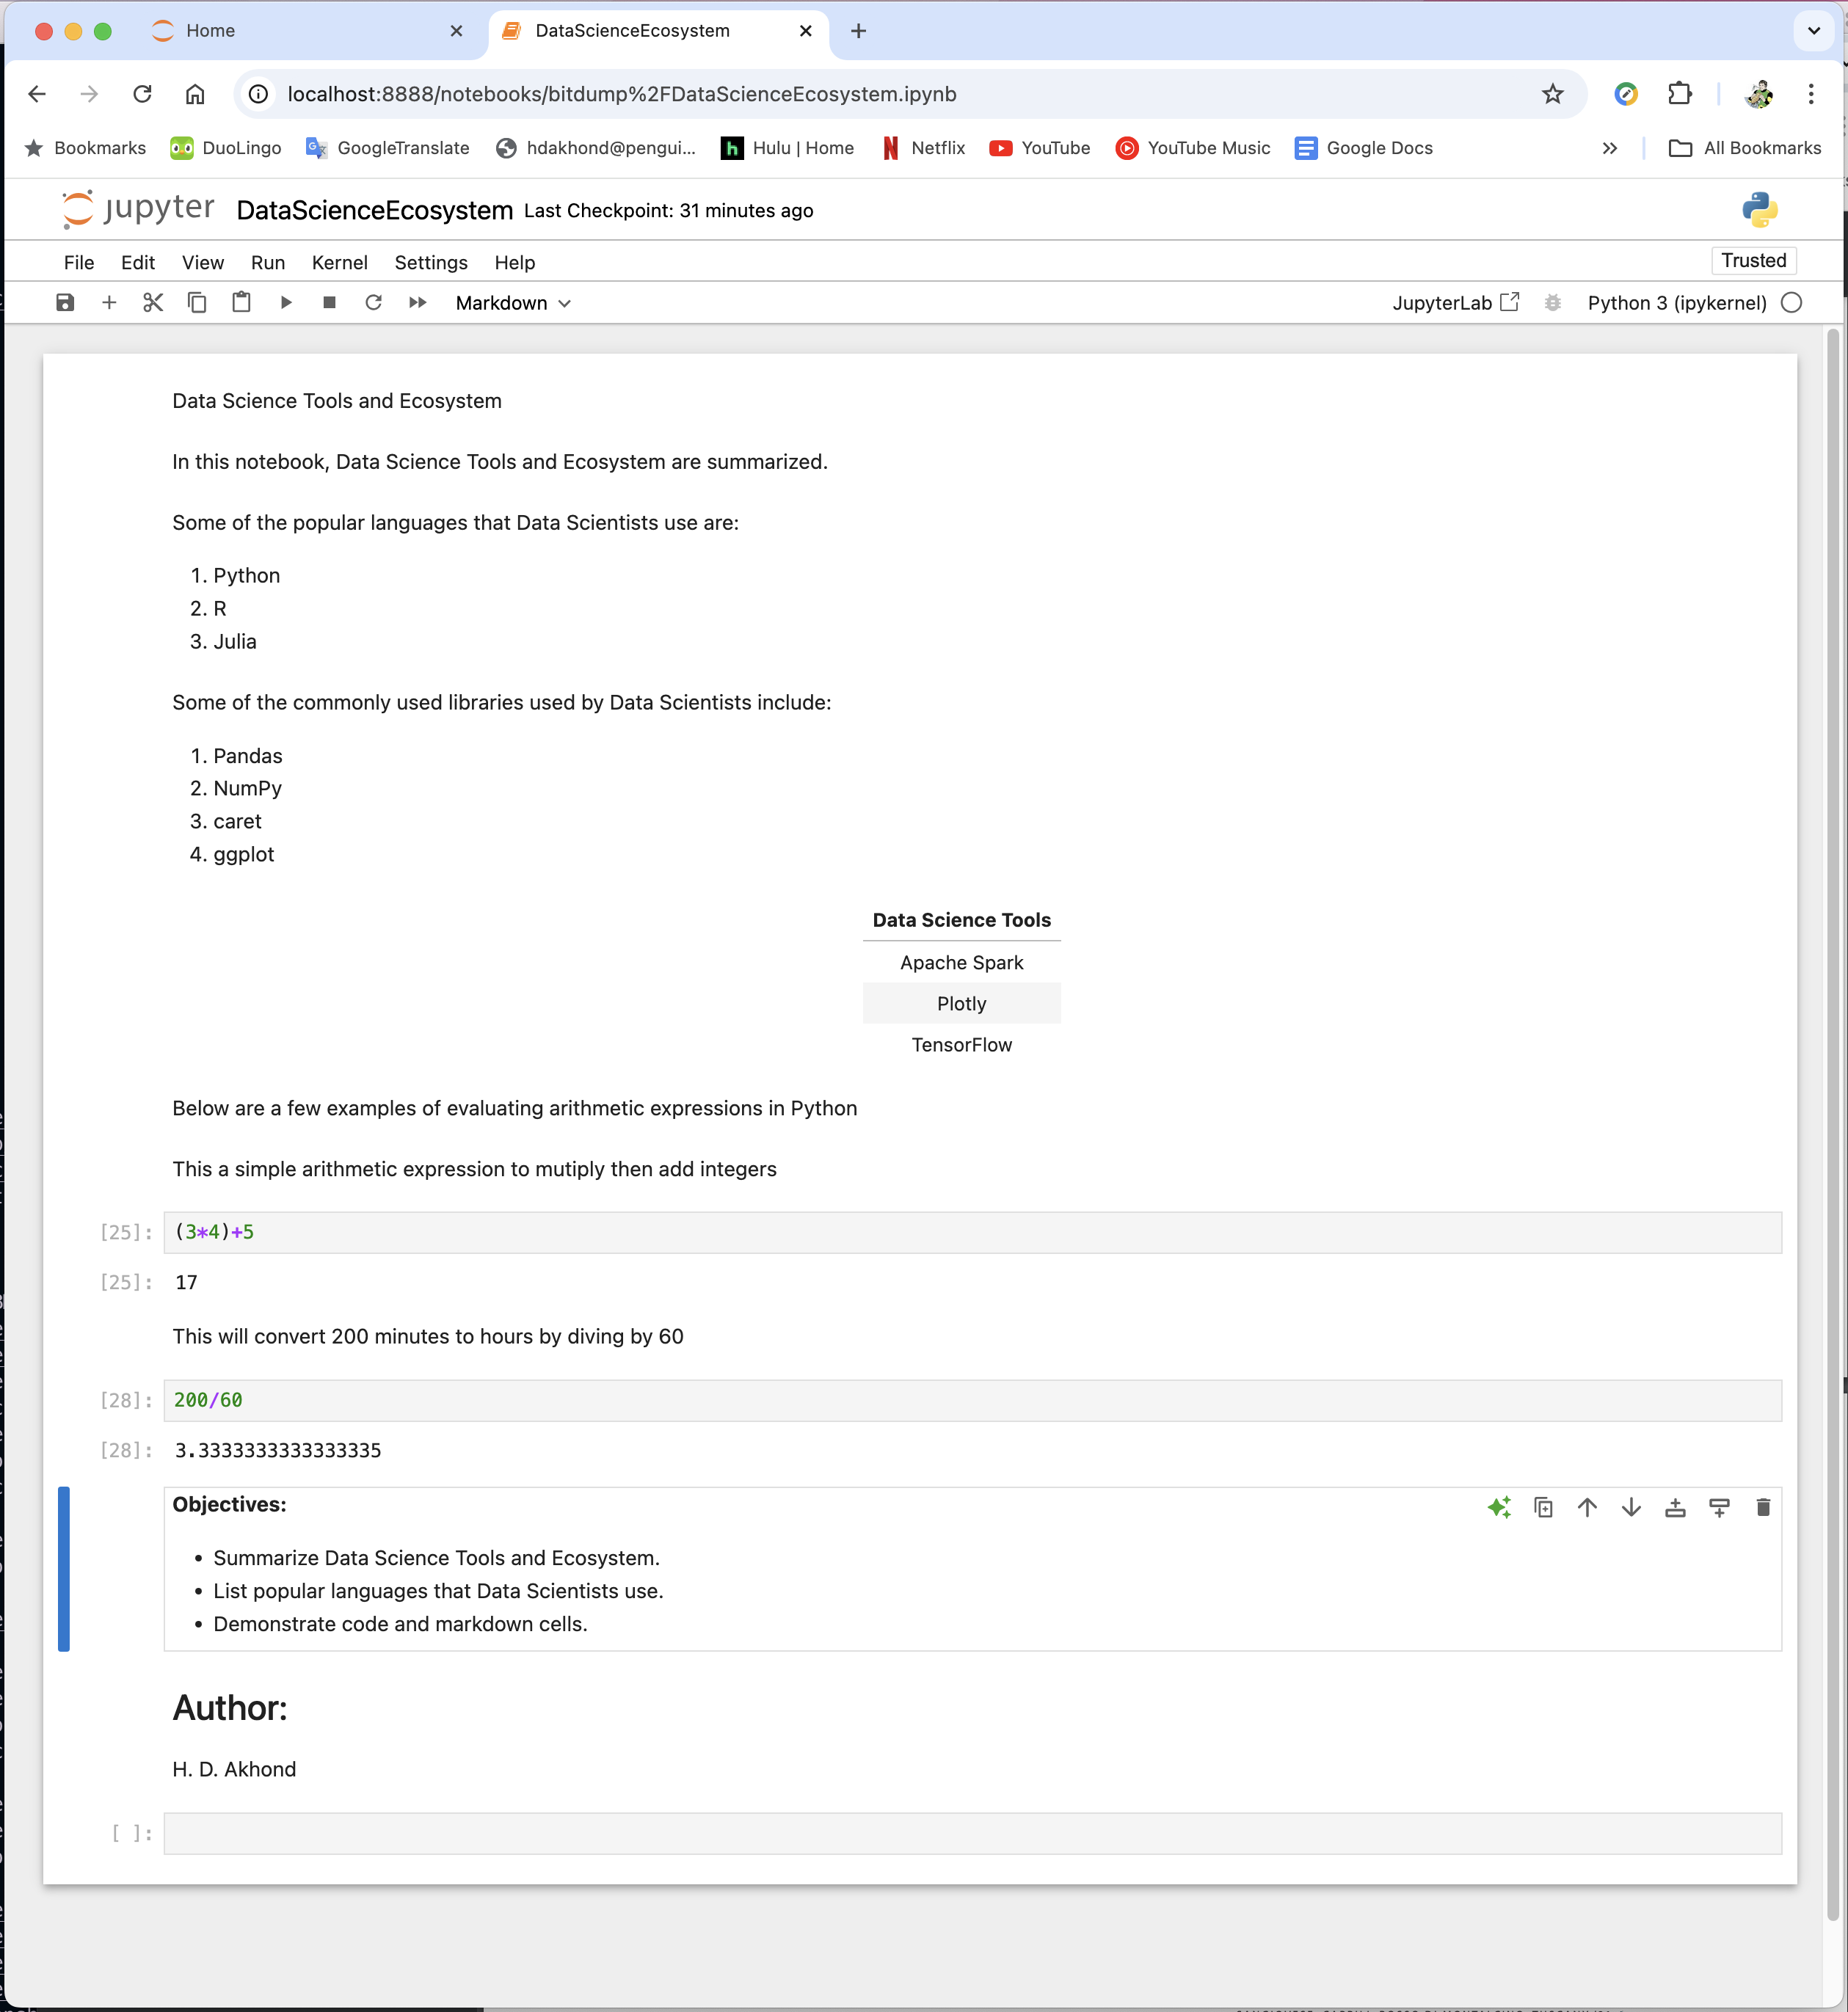 Home
DataScienceEcosystem
localhost:8888/notebooks/bitdump%2FDataScienceEcosystem.ipynb
Bookmarks DuoLingo GoogleTranslate hdakhond@pengui... Hulu | Home Netflix YouTube YouTube Music Google Docs All Bookmarks
jupyter DataScienceEcosystem Last Checkpoint: 31 minutes ago
File Edit View Run Kernel Settings Help Trusted
Markdown JupyterLab Python 3 (ipykernel)
Data Science Tools and Ecosystem
In this notebook, Data Science Tools and Ecosystem are summarized.
Some of the popular languages that Data Scientists use are:
1. Python
2. R
3. Julia
Some of the commonly used libraries used by Data Scientists include:
1. Pandas
2. NumPy
3. caret
4. ggplot
Data Science Tools
Apache Spark
Plotly
TensorFlow
Below are a few examples of evaluating arithmetic expressions in Python
This a simple arithmetic expression to mutiply then add integers
[25]: (3*4)+5
[25]: 17
This will convert 200 minutes to hours by diving by 60
[28]: 200/60
[28]: 3.3333333333333335
Objectives:
• Summarize Data Science Tools and Ecosystem.
• List popular languages that Data Scientists use.
• Demonstrate code and markdown cells.
Author:
H. D. Akhond
[ ]: